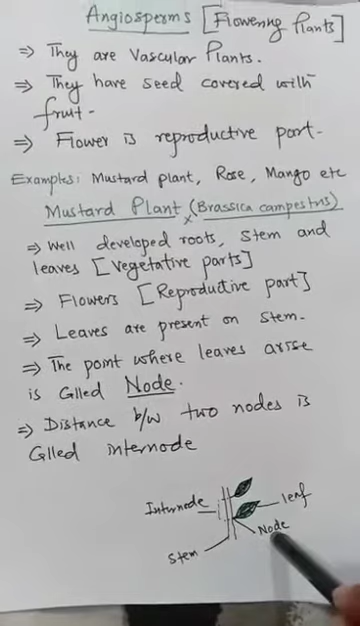 Angiosperms [Flowering Plants]
⇒ They are Vascular Plants.
⇒ They have seed covered with
fruit.
⇒ Flower is reproductive part.
Examples: Mustard plant, Rose, Mango etc
Mustard Plant (Brassica campestris)
⇒ Well developed roots, stem and
leaves [Vegetative parts]
⇒ Flowers [Reproductive part]
⇒ Leaves are present on stem.
⇒ The point where leaves arise
is Clled Node.
⇒ Distance b/w two nodes is
Clled internode
Internode
leaf
Node
Stem